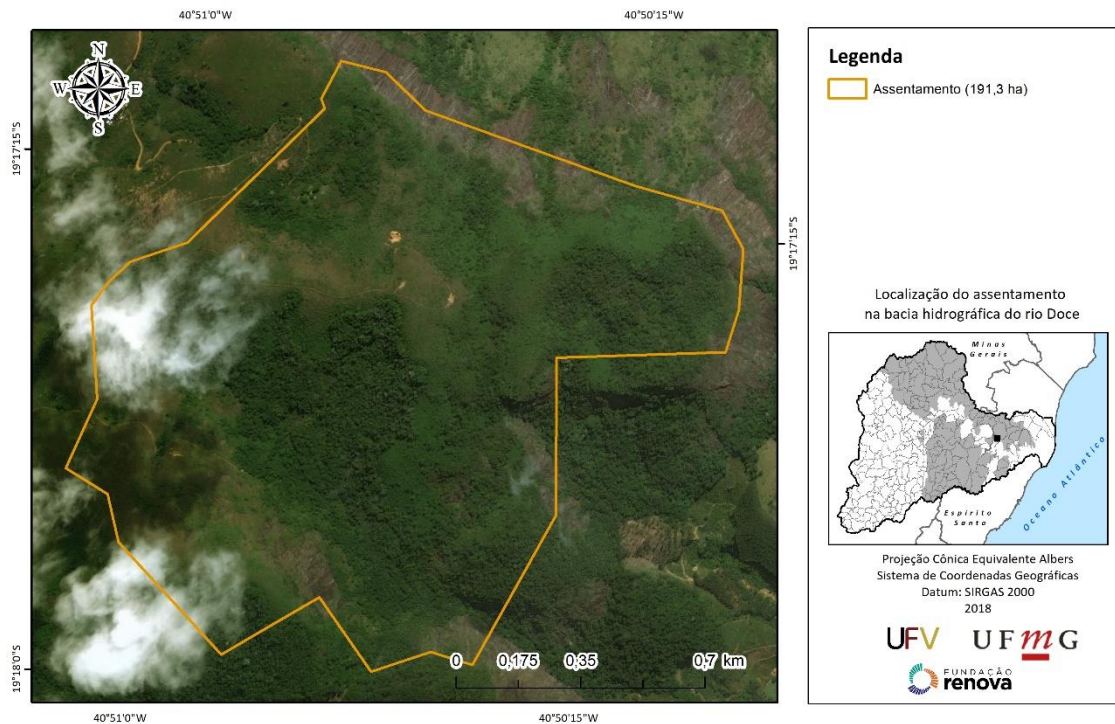 40°51'0"W
40°50'15"W
N
W
E
S
19°17'15"S
19°17'15"S
19°18'0"S
0
0,175
0,35
0,7 km
40°51'0"W
40°50'15"W
Legenda
Assentamento (191,3 ha)
Localização do assentamento
na bacia hidrográfica do rio Doce
Minas
Gerais
Espírito
Santo
Oceano Atlântico
Projeção Cônica Equivalente Albers
Sistema de Coordenadas Geográficas
Datum: SIRGAS 2000
2018
UFV
UFmG
FUNDAÇÃO
renova